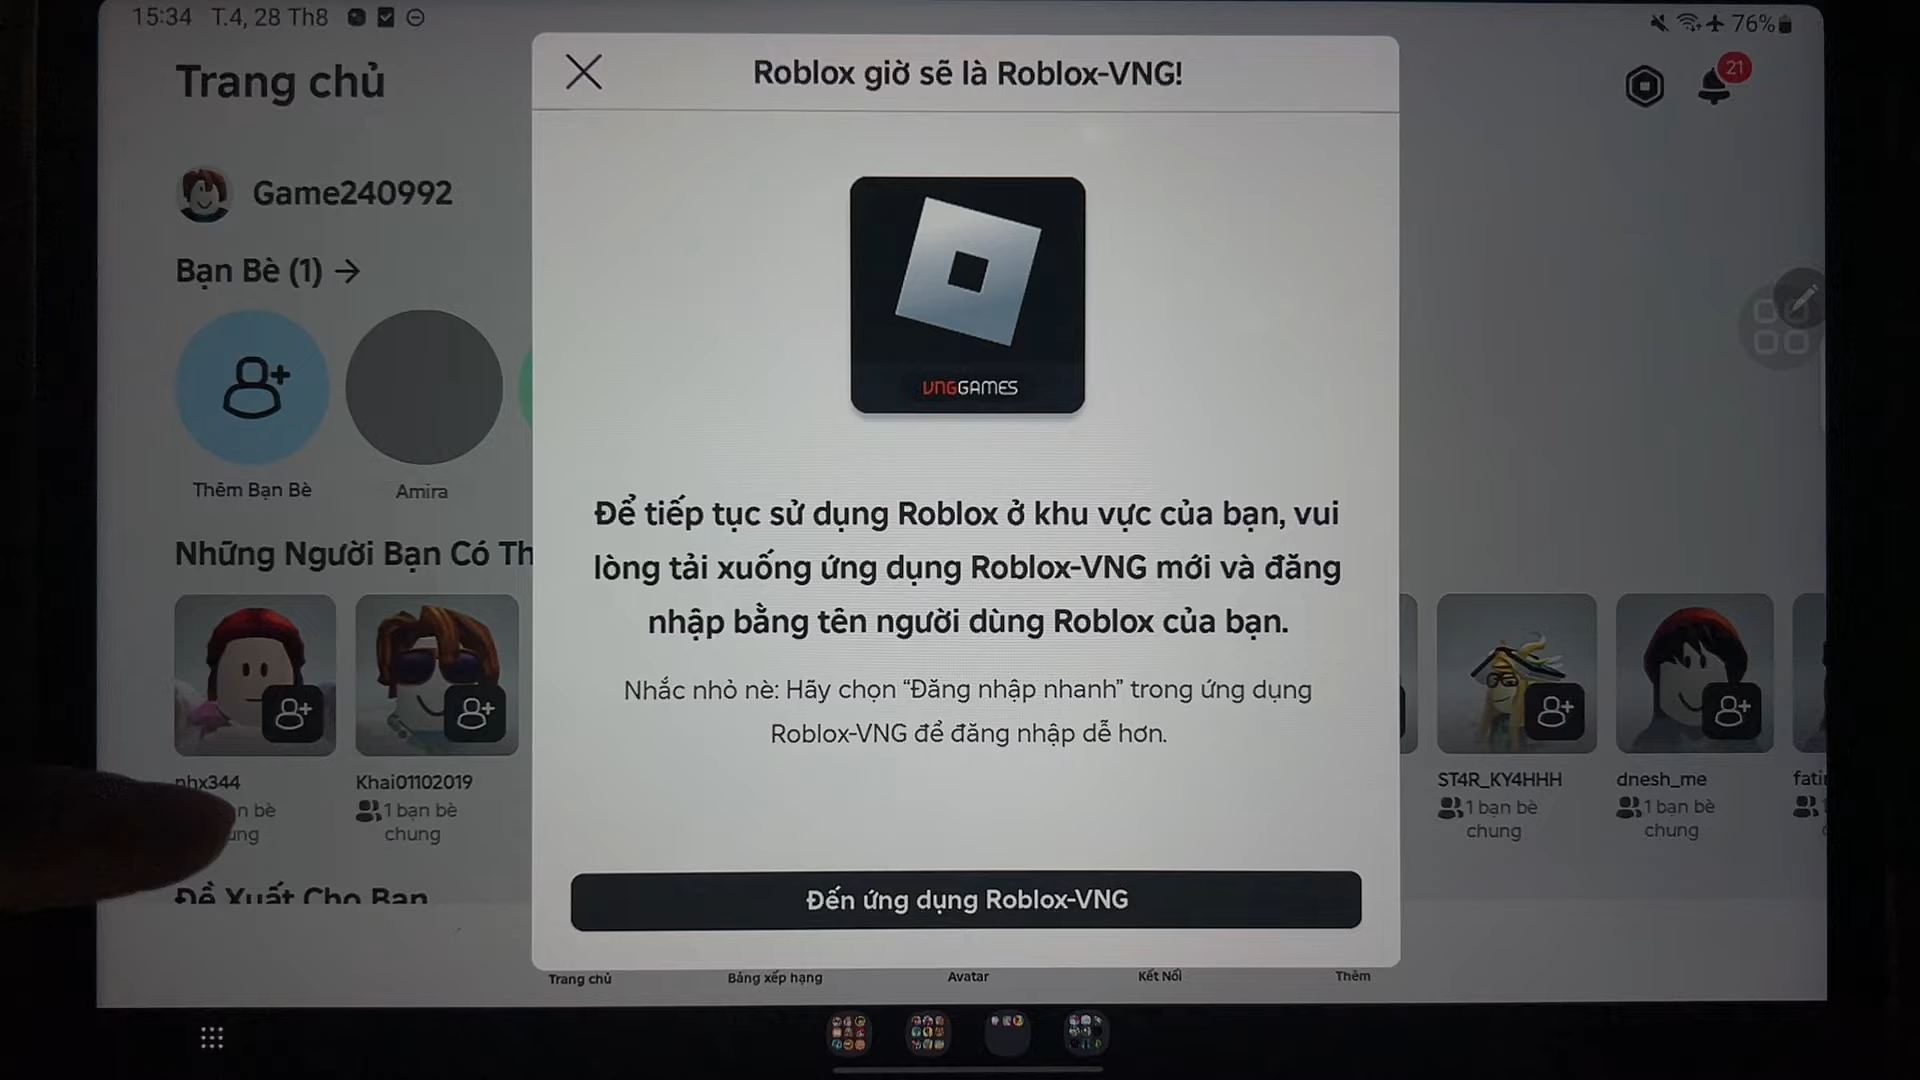 15:34 T.4, 28 Th8
76%
Trang chủ
21
Roblox giờ sẽ là Roblox-VNG!
Game240992
Bạn Bè (1) →
VNGGAMES
Thêm Bạn Bè
Amira
Để tiếp tục sử dụng Roblox ở khu vực của bạn, vui
lòng tải xuống ứng dụng Roblox-VNG mới và đăng
nhập bằng tên người dùng Roblox của bạn.
Những Người Bạn Có Th
Nhắc nhỏ nè: Hãy chọn “Đăng nhập nhanh” trong ứng dụng
Roblox-VNG để đăng nhập dễ hơn.
nhx344
Khai01102019
1 bạn bè
chung
ST4R_KY4HHH
1 bạn bè
chung
dnesh_me
1 bạn bè
chung
Đề Xuất Cho Bạn
Đến ứng dụng Roblox-VNG
Trang chủ
Bảng xếp hạng
Avatar
Kết Nối
Thêm